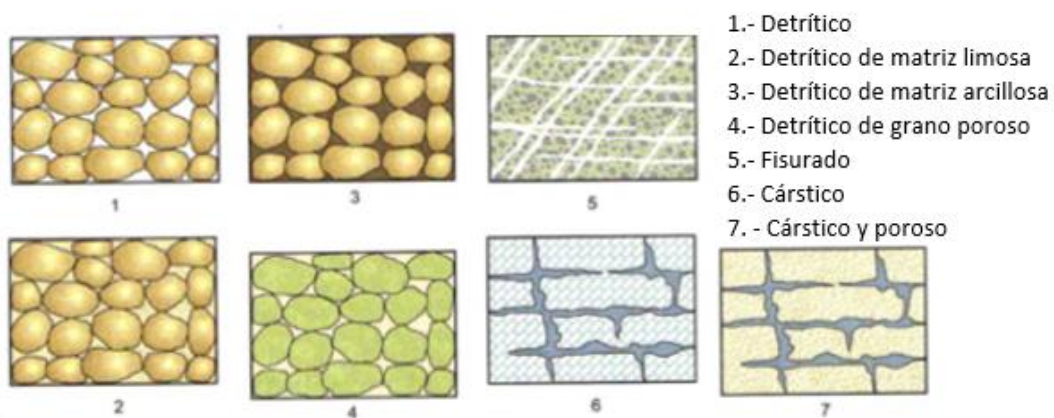 1.- Detrítico
2.- Detrítico de matriz limosa
3.- Detrítico de matriz arcillosa
4.- Detrítico de grano poroso
5.- Fisurado
6.- Cárstico
7. - Cárstico y poroso
1
3
5
2
4
6
7